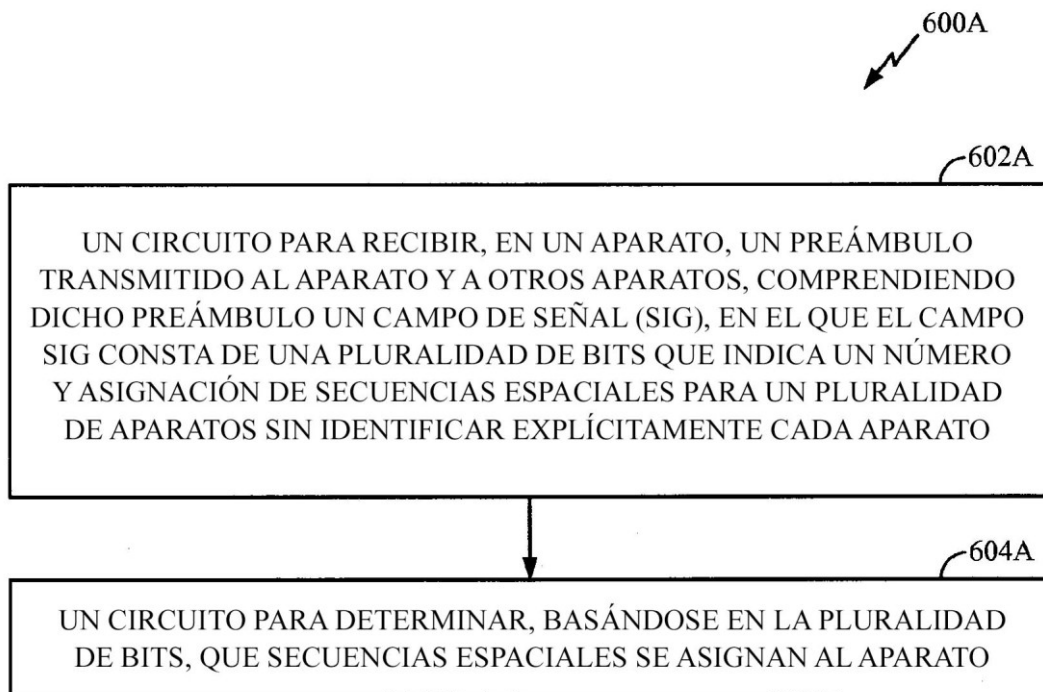 600A
602A
UN CIRCUITO PARA RECIBIR, EN UN APARATO, UN PREÁMBULO
TRANSMITIDO AL APARATO Y A OTROS APARATOS, COMPRENDIENDO
DICHO PREÁMBULO UN CAMPO DE SEÑAL (SIG), EN EL QUE EL CAMPO
SIG CONSTA DE UNA PLURALIDAD DE BITS QUE INDICA UN NÚMERO
Y ASIGNACIÓN DE SECUENCIAS ESPACIALES PARA UN PLURALIDAD
DE APARATOS SIN IDENTIFICAR EXPLÍCITAMENTE CADA APARATO
604A
UN CIRCUITO PARA DETERMINAR, BASÁNDOSE EN LA PLURALIDAD
DE BITS, QUE SECUENCIAS ESPACIALES SE ASIGNAN AL APARATO